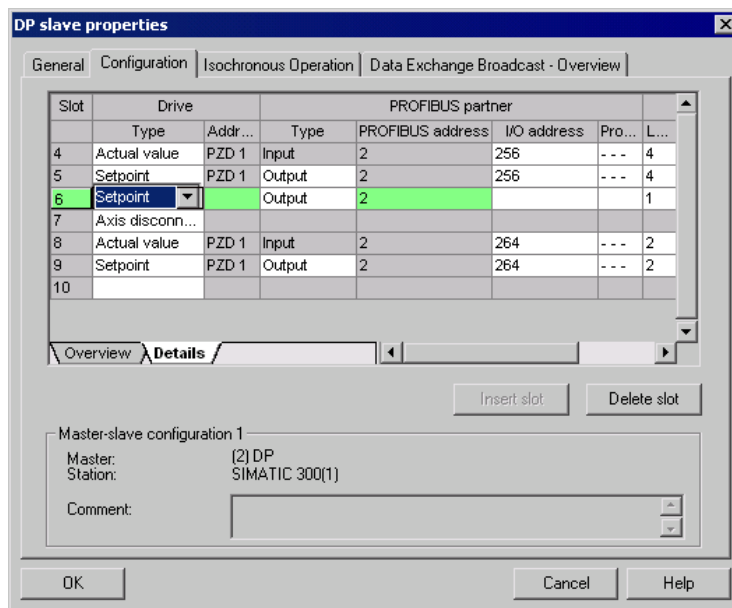 DP slave properties
General Configuration Isochronous Operation Data Exchange Broadcast - Overview
Slot Drive PROFIBUS partner
Type Addr... Type PROFIBUS address I/O address Pro... L...
4 Actual value PZD 1 Input 2 256 - - - 4
5 Setpoint PZD 1 Output 2 256 - - - 4
6 Setpoint Output 2 1
7 Axis disconn...
8 Actual value PZD 1 Input 2 264 - - - 2
9 Setpoint PZD 1 Output 2 264 - - - 2
10
Overview Details
Insert slot Delete slot
Master-slave configuration 1
Master: (2) DP
Station: SIMATIC 300(1)
Comment:
OK Cancel Help